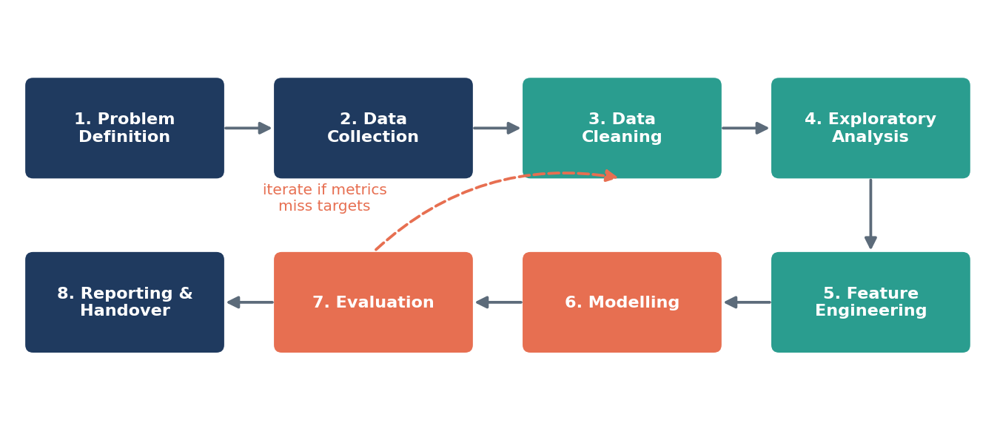 1. Problem
Definition
2. Data
Collection
3. Data
Cleaning
4. Exploratory
Analysis
iterate if metrics
miss targets
8. Reporting &
Handover
7. Evaluation
6. Modelling
5. Feature
Engineering